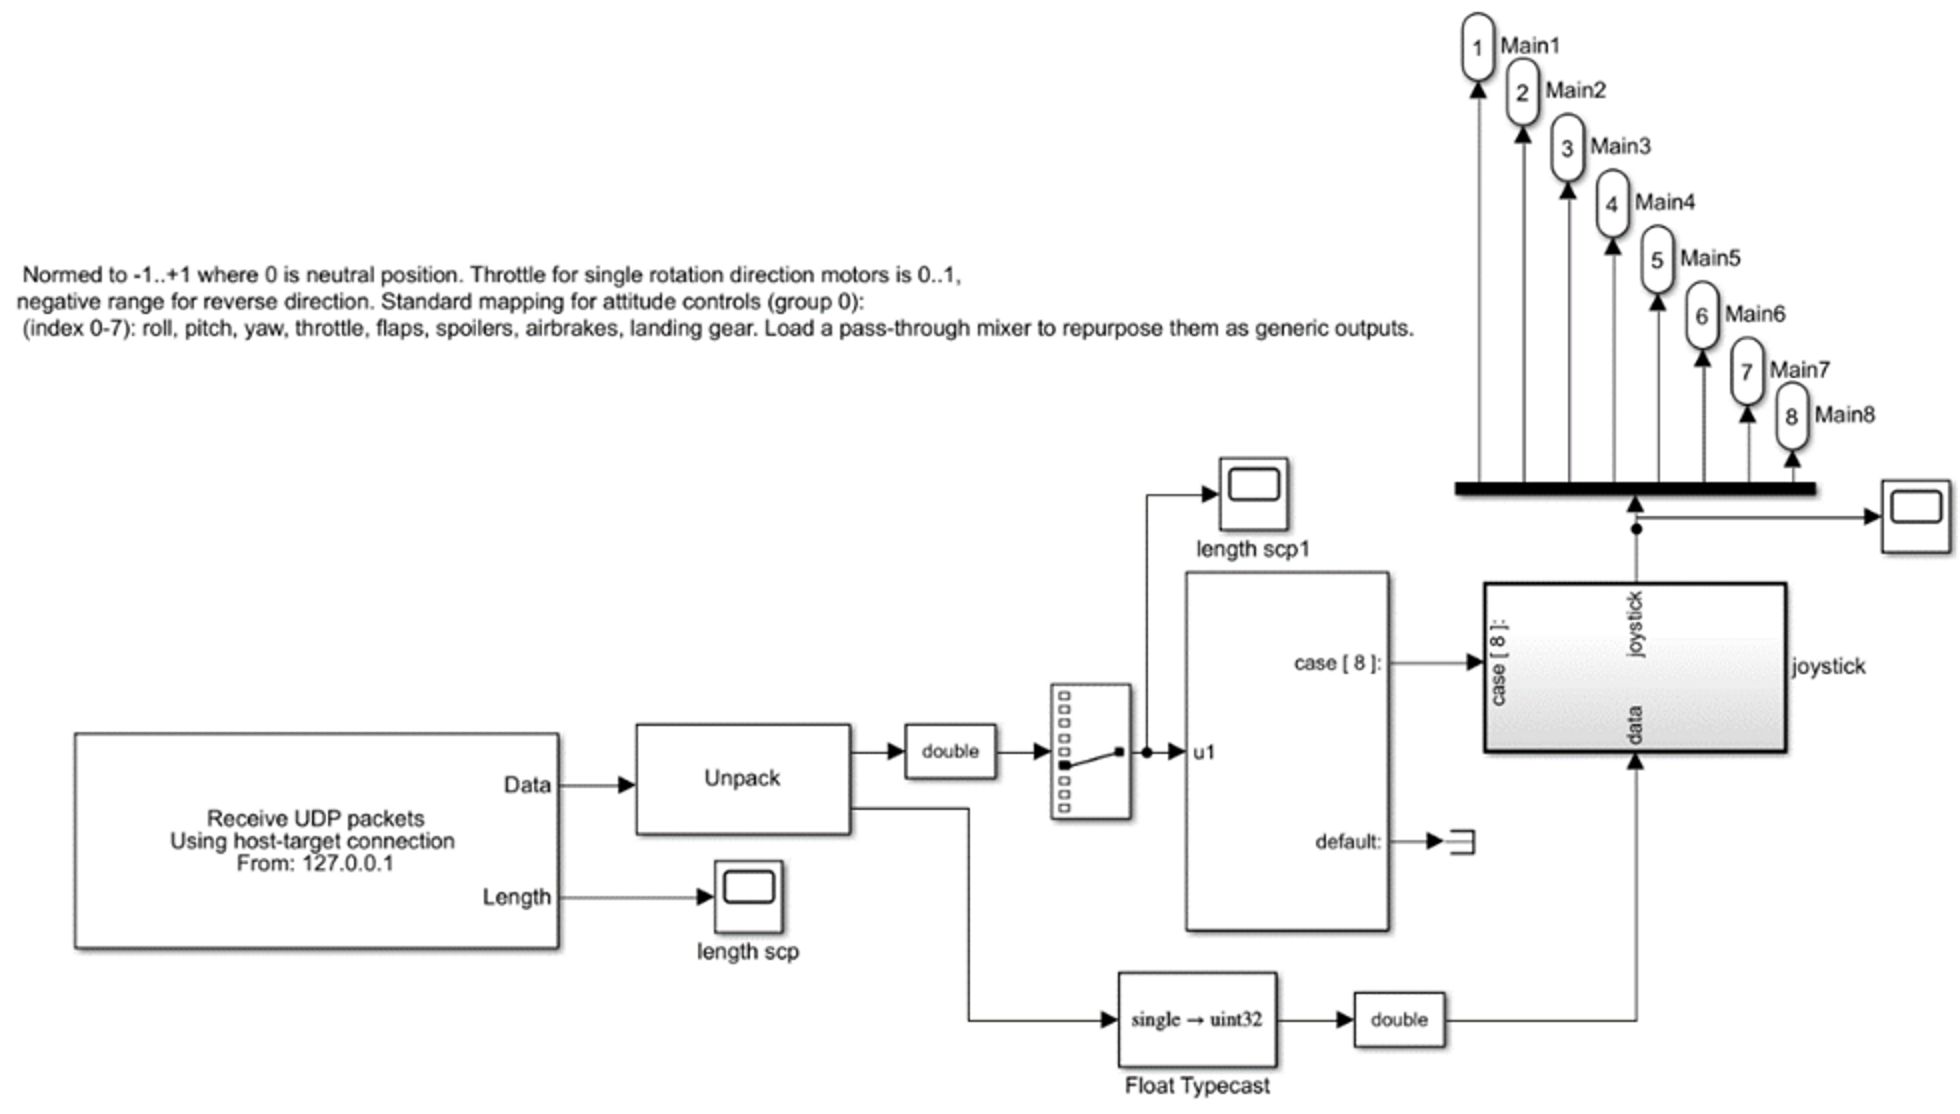 1 Main1
2 Main2
3 Main3
4 Main4
5 Main5
6 Main6
7 Main7
8 Main8
Normed to -1..+1 where 0 is neutral position. Throttle for single rotation direction motors is 0..1,
negative range for reverse direction. Standard mapping for attitude controls (group 0):
(index 0-7): roll, pitch, yaw, throttle, flaps, spoilers, airbrakes, landing gear. Load a pass-through mixer to repurpose them as generic outputs.
length scp1
Receive UDP packets
Using host-target connection
From: 127.0.0.1
Data
Length
Unpack
length scp
double
u1
case [ 8 ]:
default:
case [ 8 ]:
joystick
data
joystick
single → uint32
Float Typecast
double